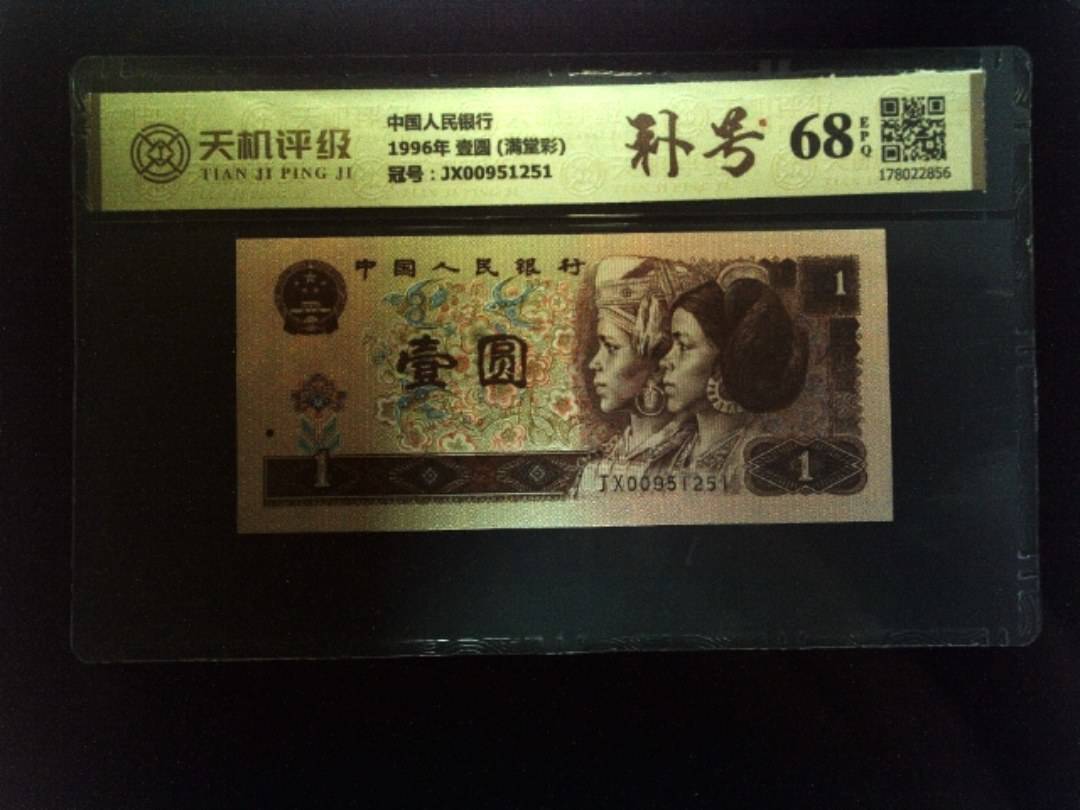 天机评级
TIAN JI PING JI
中国人民银行
1996年 壹圆 (满堂彩)
冠号：JX00951251
补号
68
EPQ
178022856
中国人民银行
1
壹圆
1
JX00951251
1